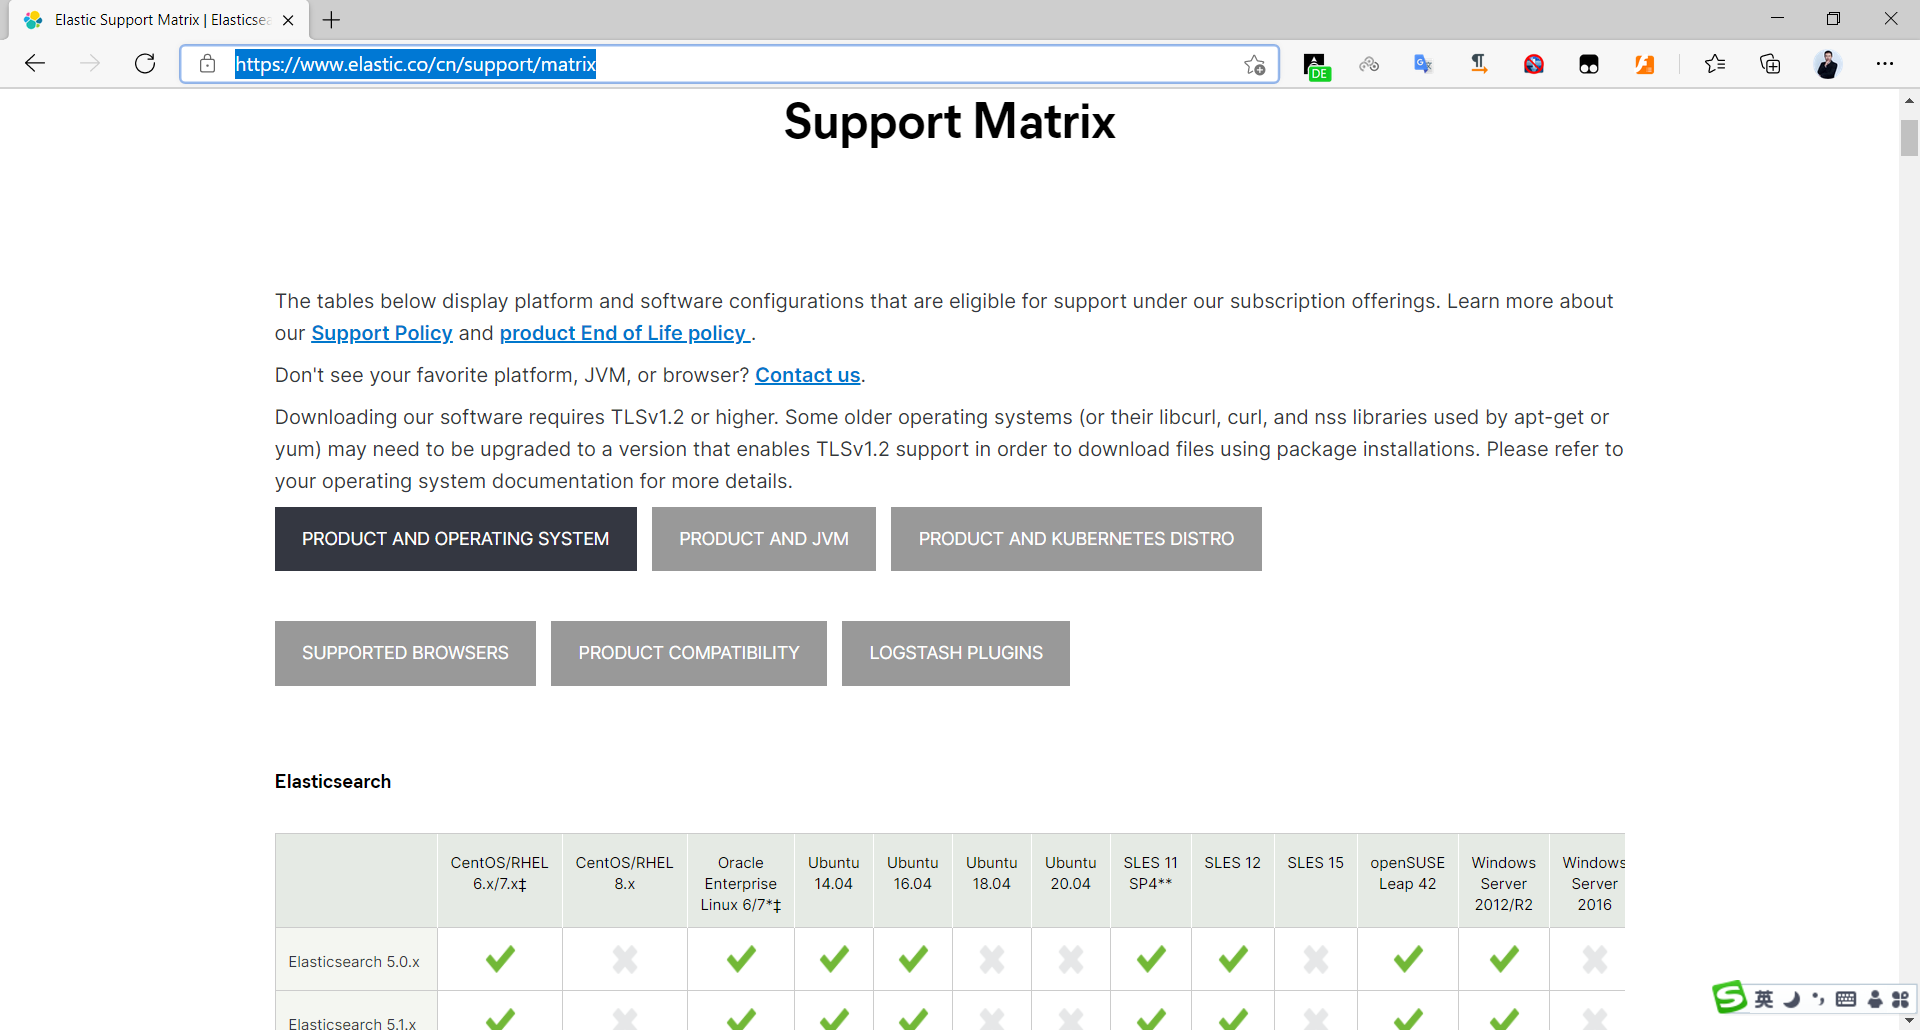 Elastic Support Matrix | Elasticsea
https://www.elastic.co/cn/support/matrix
DE
Support Matrix
The tables below display platform and software configurations that are eligible for support under our subscription offerings. Learn more about
our Support Policy and product End of Life policy .
Don't see your favorite platform, JVM, or browser? Contact us.
Downloading our software requires TLSv1.2 or higher. Some older operating systems (or their libcurl, curl, and nss libraries used by apt-get or
yum) may need to be upgraded to a version that enables TLSv1.2 support in order to download files using package installations. Please refer to
your operating system documentation for more details.
PRODUCT AND OPERATING SYSTEM PRODUCT AND JVM PRODUCT AND KUBERNETES DISTRO
SUPPORTED BROWSERS PRODUCT COMPATIBILITY LOGSTASH PLUGINS
Elasticsearch
CentOS/RHEL 6.x/7.x‡
CentOS/RHEL 8.x
Oracle Enterprise Linux 6/7*‡
Ubuntu 14.04
Ubuntu 16.04
Ubuntu 18.04
Ubuntu 20.04
SLES 11 SP4**
SLES 12
SLES 15
openSUSE Leap 42
Windows Server 2012/R2
Windows Server 2016
Elasticsearch 5.0.x
Elasticsearch 5.1.x
英